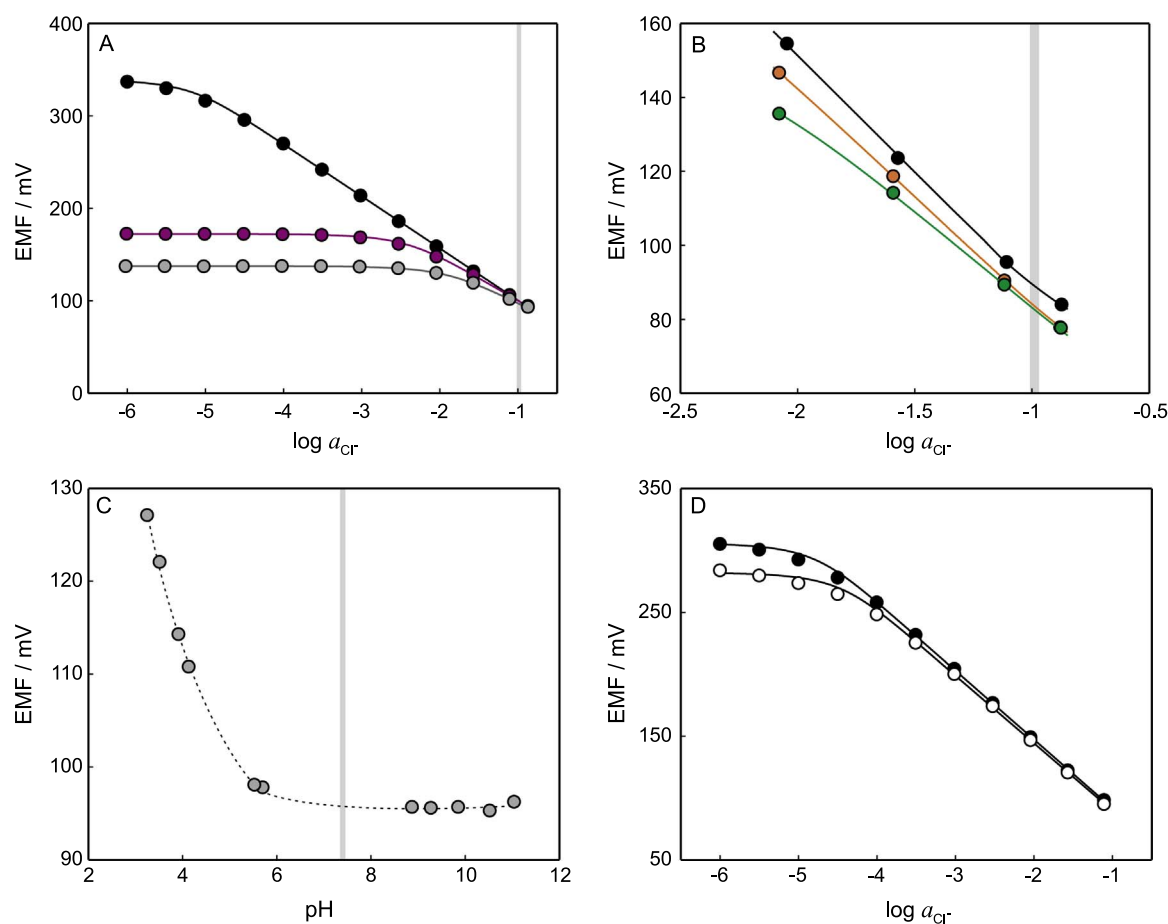 A
EMF / mV
400
300
200
100
0
-6 -5 -4 -3 -2 -1
log a_Cl⁻
B
EMF / mV
160
140
120
100
80
60
-2.5 -2 -1.5 -1 -0.5
log a_Cl⁻
C
EMF / mV
130
120
110
100
90
2 4 6 8 10 12
pH
D
EMF / mV
350
250
150
50
-6 -5 -4 -3 -2 -1
log a_Cl⁻